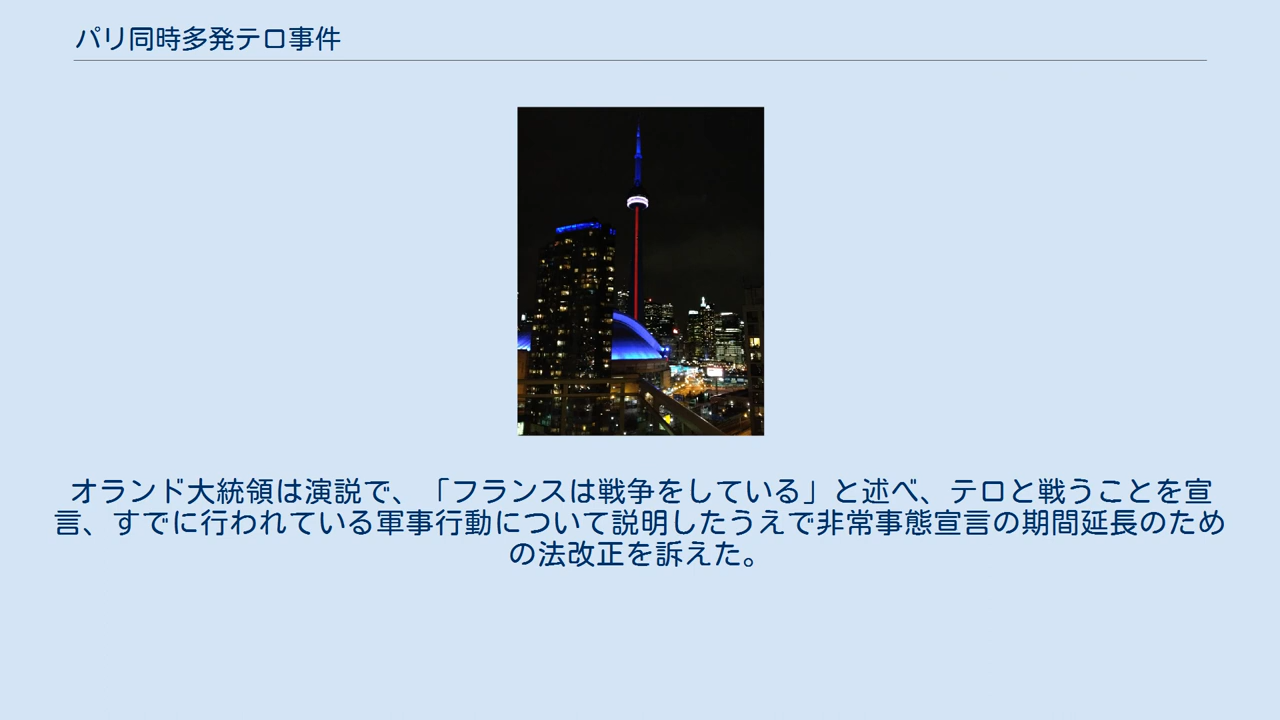 パリ同時多発テロ事件
オランド大統領は演説で、「フランスは戦争をしている」と述べ、テロと戦うことを宣
言、すでに行われている軍事行動について説明したうえで非常事態宣言の期間延長のため
の法改正を訴えた。